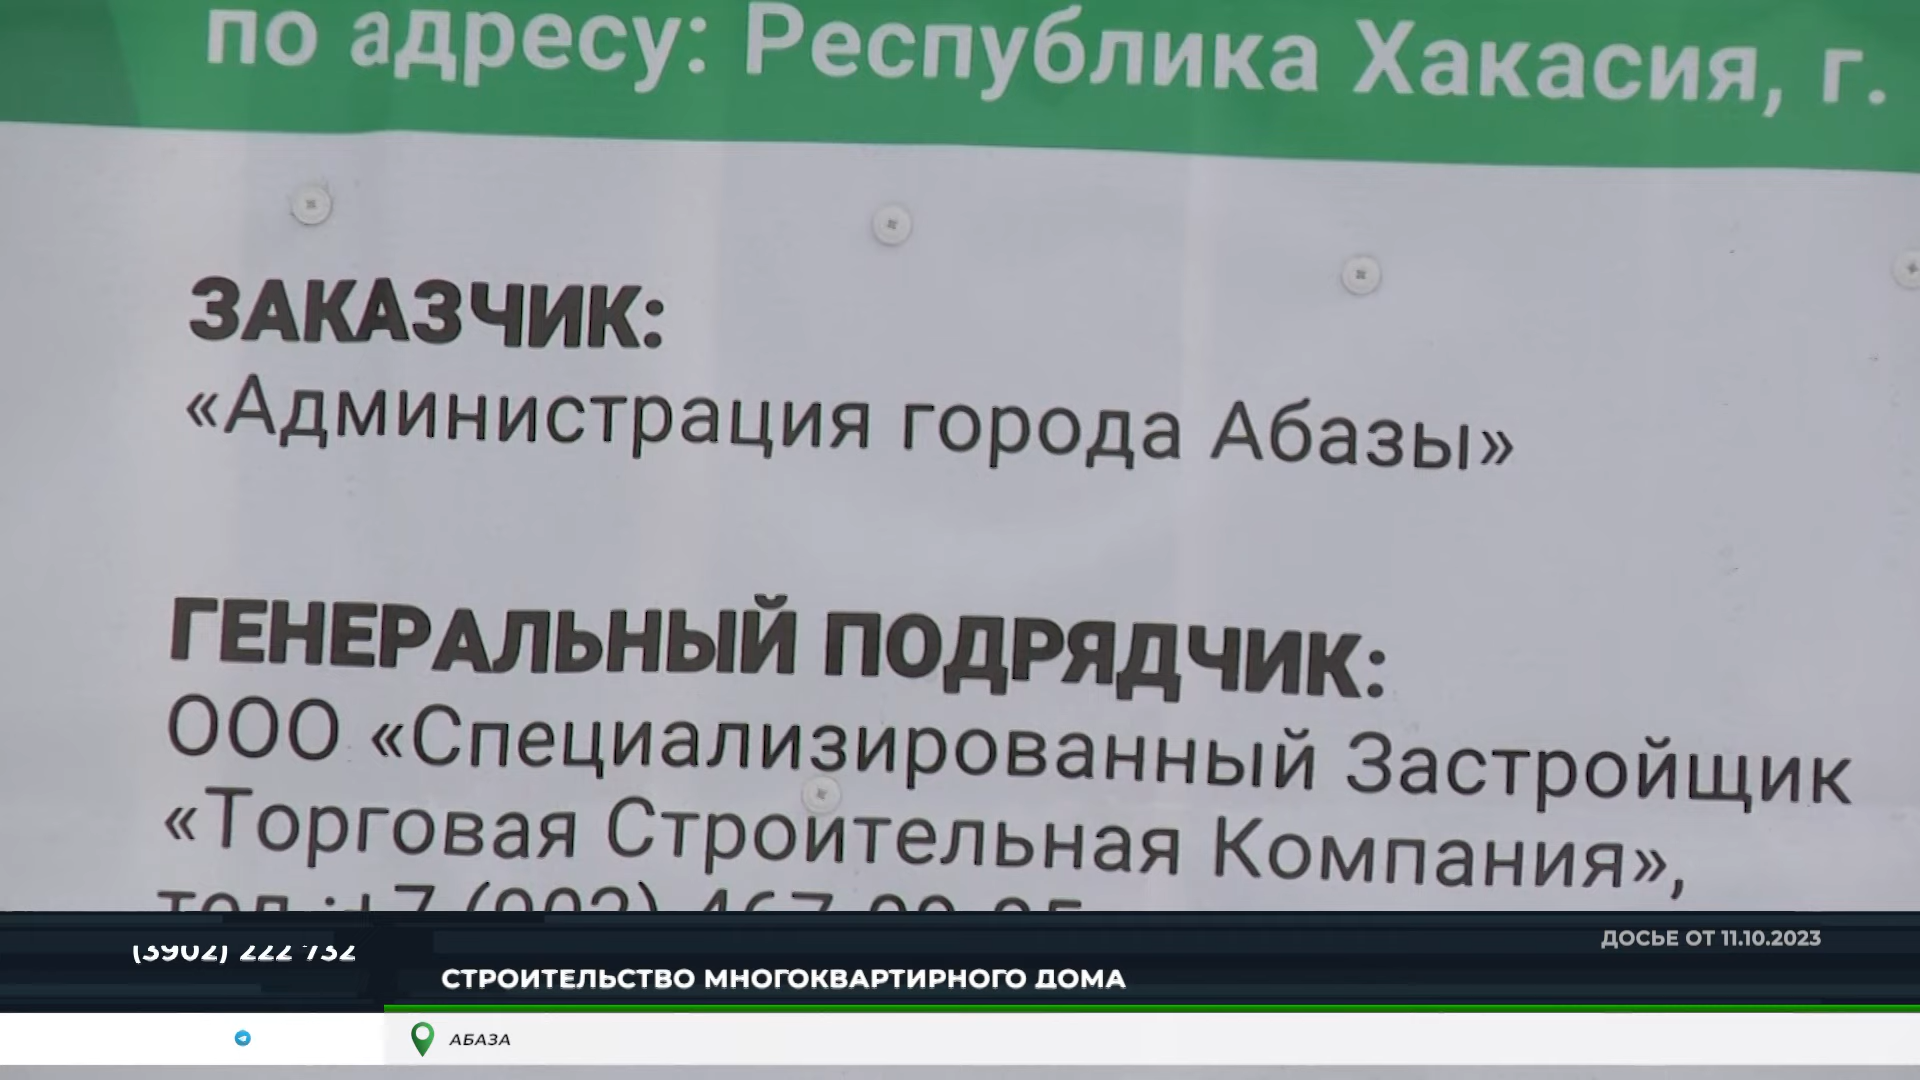 по адресу: Республика Хакасия, г.
ЗАКАЗЧИК:
«Администрация города Абазы»
ГЕНЕРАЛЬНЫЙ ПОДРЯДЧИК:
ООО «Специализированный Застройщик
«Торговая Строительная Компания»,
(3902) 222 732
ДОСЬЕ ОТ 11.10.2023
СТРОИТЕЛЬСТВО МНОГОКВАРТИРНОГО ДОМА
АБАЗА